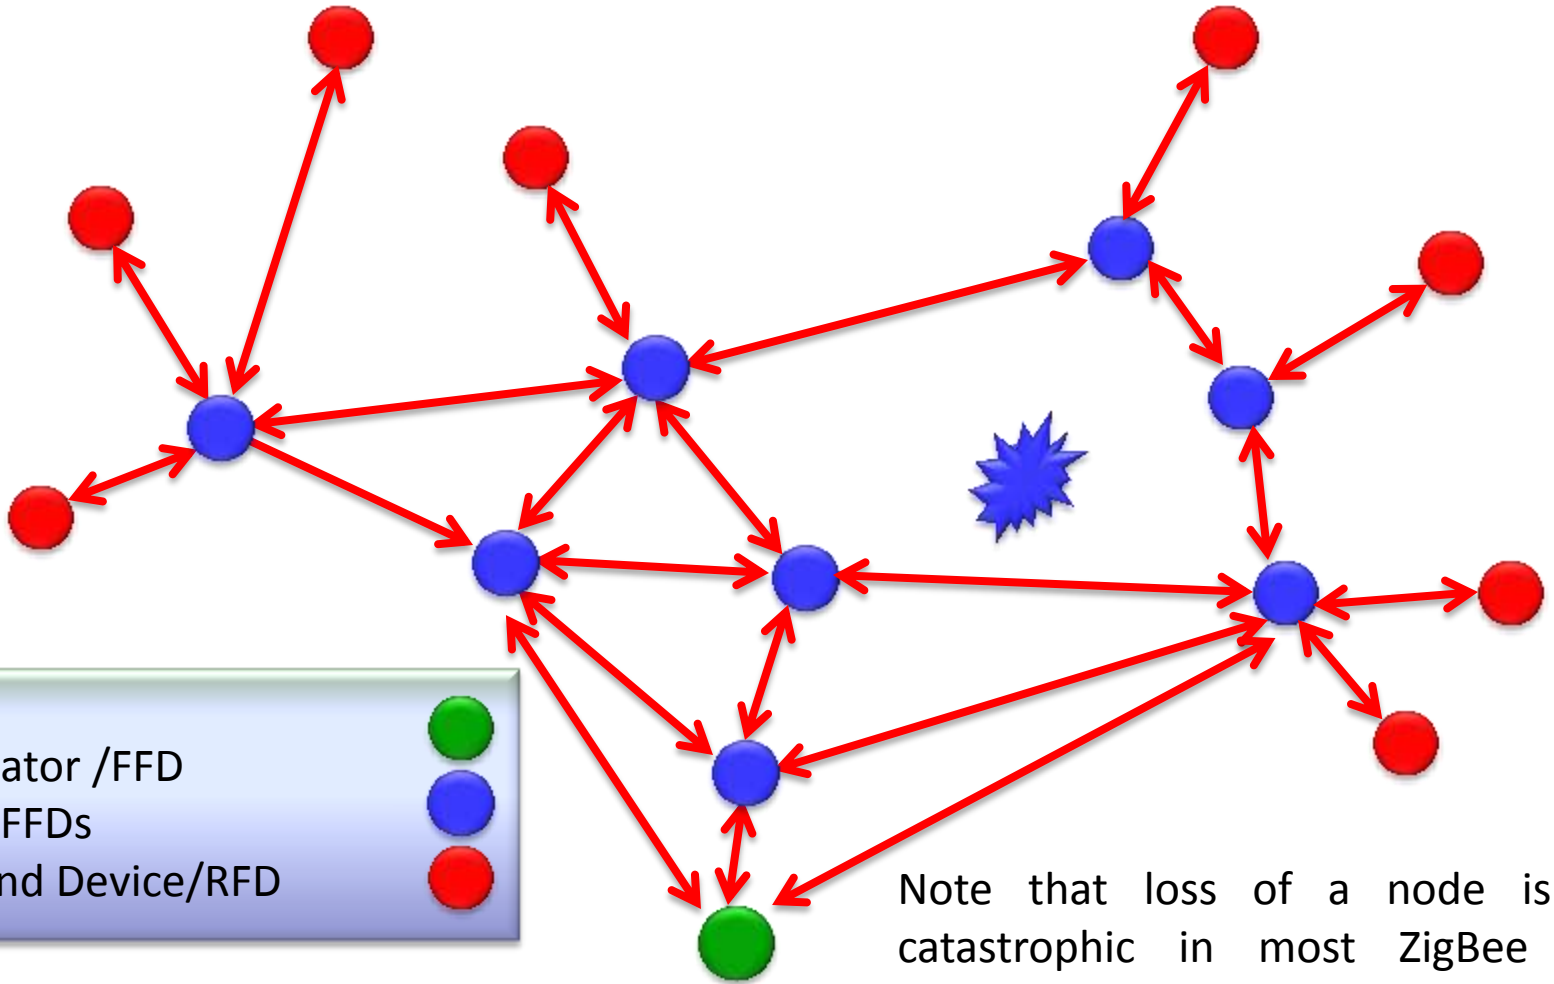 ator /FFD
FFDs
nd Device/RFD
Note that loss of a node is
catastrophic in most ZigBee